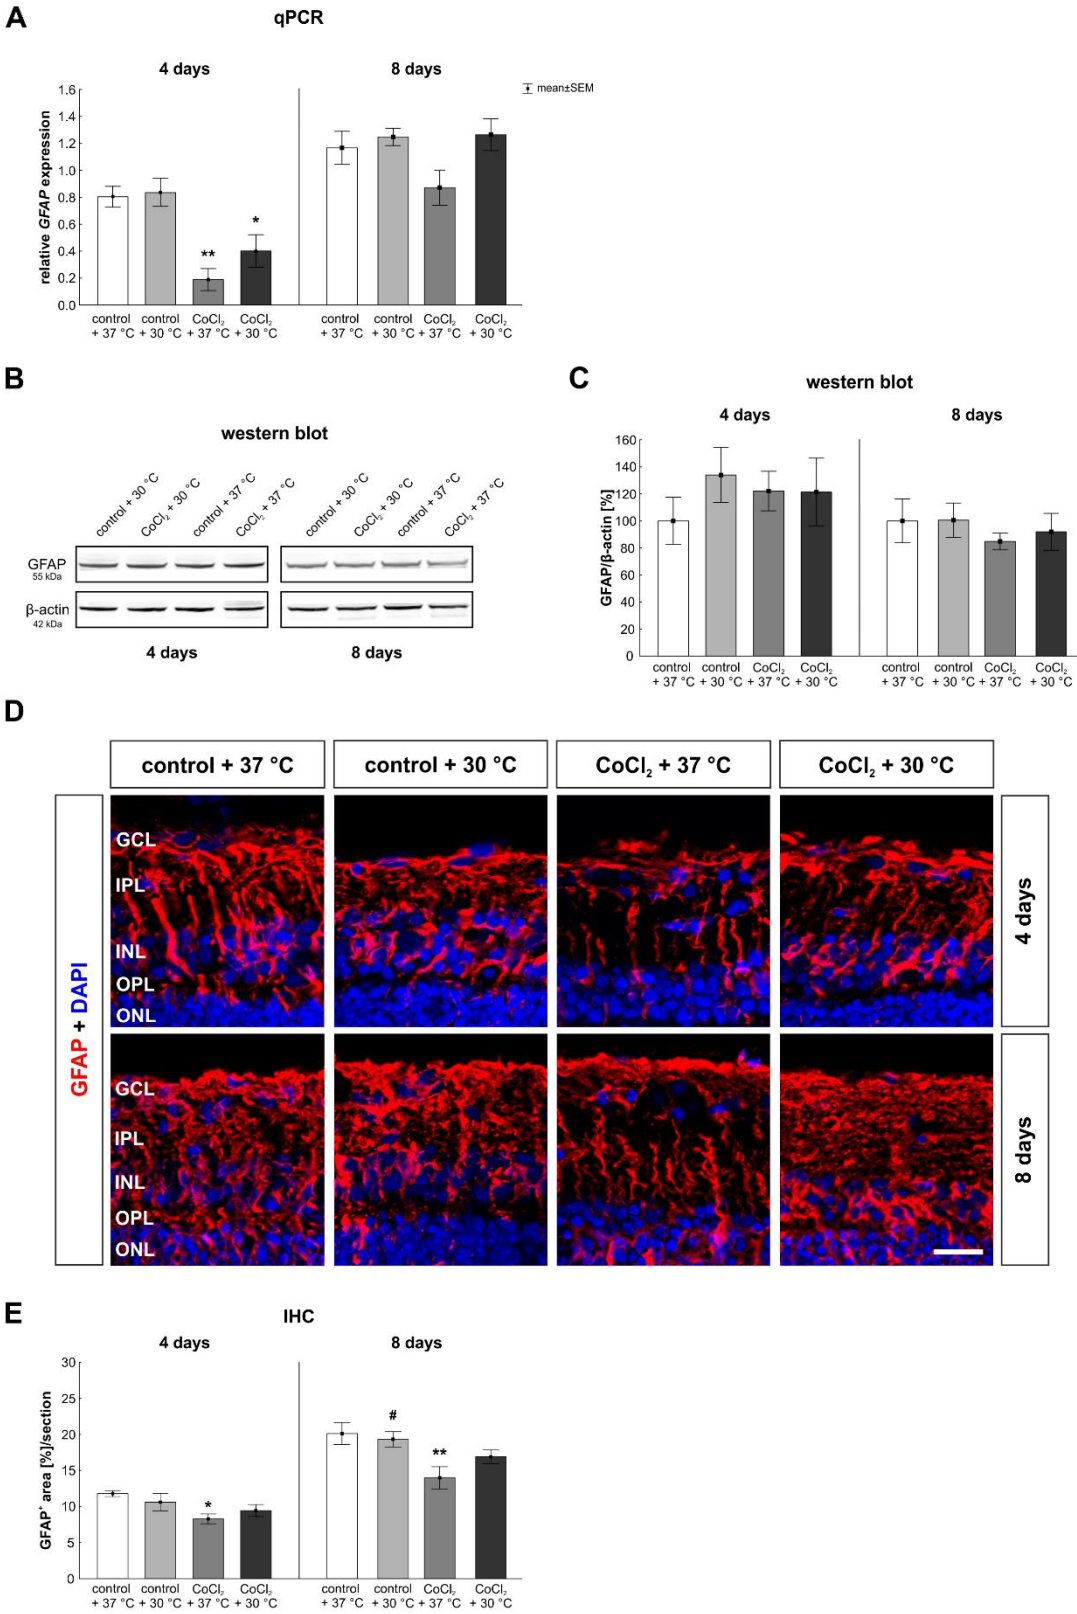 A
qPCR
4 days
8 days
mean±SEM
relative GFAP expression
1.6
1.4
1.2
1.0
0.8
0.6
0.4
0.2
0.0
**
*
control + 37 °C
control + 30 °C
CoCl₂ + 37 °C
CoCl₂ + 30 °C
control + 37 °C
control + 30 °C
CoCl₂ + 37 °C
CoCl₂ + 30 °C
B
western blot
control + 30 °C
CoCl₂ + 30 °C
control + 37 °C
CoCl₂ + 37 °C
control + 30 °C
CoCl₂ + 30 °C
control + 37 °C
CoCl₂ + 37 °C
GFAP
55 kDa
β-actin
42 kDa
4 days
8 days
C
western blot
4 days
8 days
GFAP/β-actin [%]
160
140
120
100
80
60
40
20
0
control + 37 °C
control + 30 °C
CoCl₂ + 37 °C
CoCl₂ + 30 °C
control + 37 °C
control + 30 °C
CoCl₂ + 37 °C
CoCl₂ + 30 °C
D
control + 37 °C
control + 30 °C
CoCl₂ + 37 °C
CoCl₂ + 30 °C
GFAP + DAPI
GCL
IPL
INL
OPL
ONL
4 days
GCL
IPL
INL
OPL
ONL
8 days
E
IHC
4 days
8 days
GFAP⁺ area [%]/section
30
25
20
15
10
5
0
*
#
**
control + 37 °C
control + 30 °C
CoCl₂ + 37 °C
CoCl₂ + 30 °C
control + 37 °C
control + 30 °C
CoCl₂ + 37 °C
CoCl₂ + 30 °C